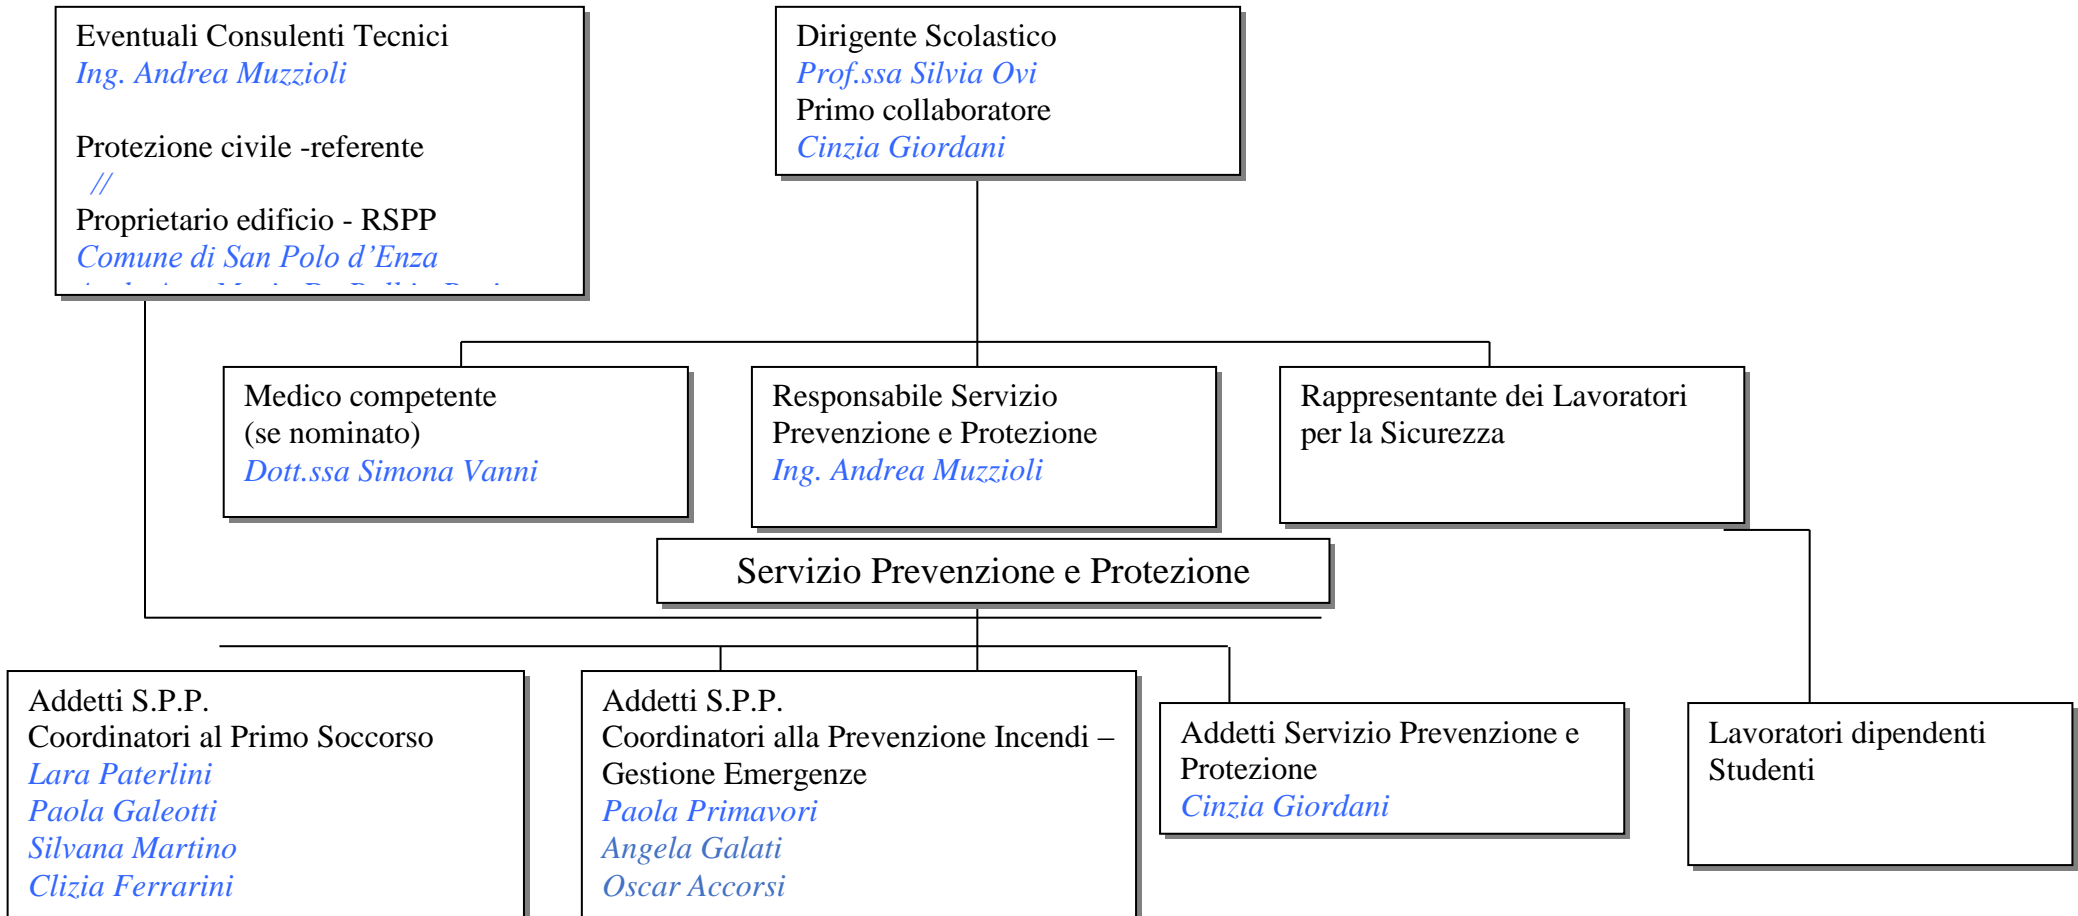 Eventuali Consulenti Tecnici
Ing. Andrea Muzzioli
Protezione civile -referente
//
Proprietario edificio - RSPP
Comune di San Polo d’Enza
Dirigente Scolastico
Prof.ssa Silvia Ovi
Primo collaboratore
Cinzia Giordani
Medico competente
(se nominato)
Dott.ssa Simona Vanni
Responsabile Servizio
Prevenzione e Protezione
Ing. Andrea Muzzioli
Rappresentante dei Lavoratori
per la Sicurezza
Servizio Prevenzione e Protezione
Addetti S.P.P.
Coordinatori al Primo Soccorso
Lara Paterlini
Paola Galeotti
Silvana Martino
Clizia Ferrarini
Addetti S.P.P.
Coordinatori alla Prevenzione Incendi –
Gestione Emergenze
Paola Primavori
Angela Galati
Oscar Accorsi
Addetti Servizio Prevenzione e
Protezione
Cinzia Giordani
Lavoratori dipendenti
Studenti